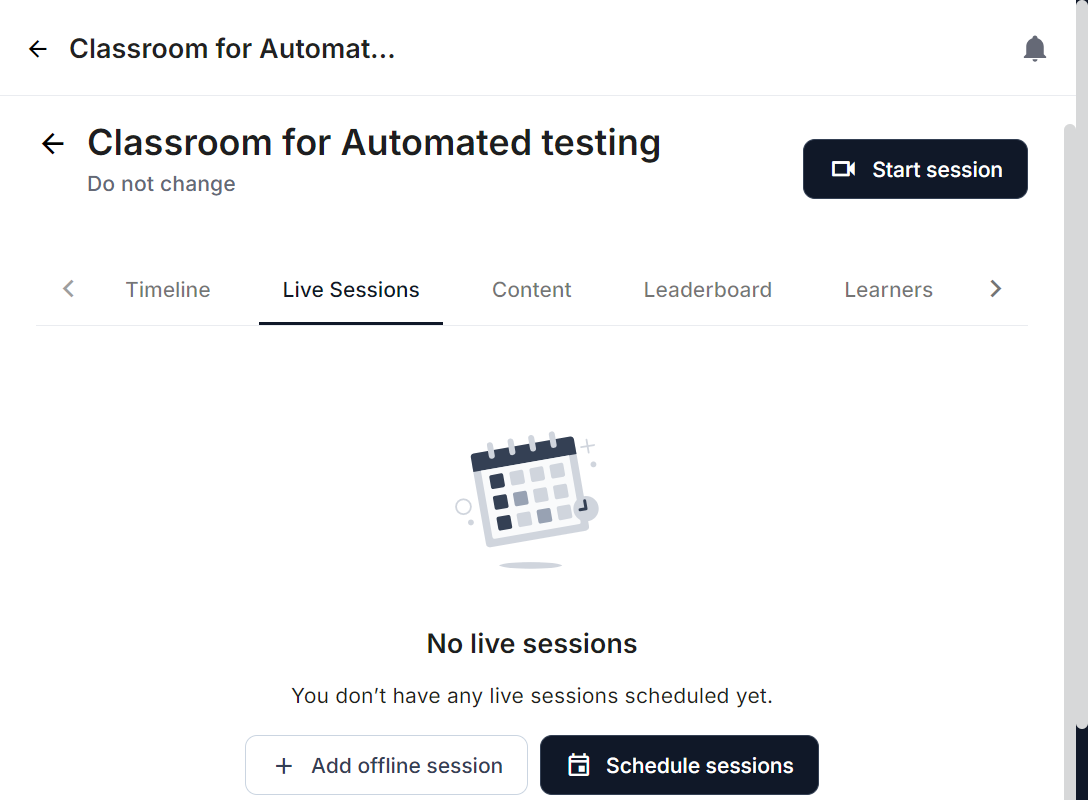 Classroom for Automat...
Classroom for Automated testing
Do not change
Start session
Timeline
Live Sessions
Content
Leaderboard
Learners
No live sessions
You don’t have any live sessions scheduled yet.
Add offline session
Schedule sessions